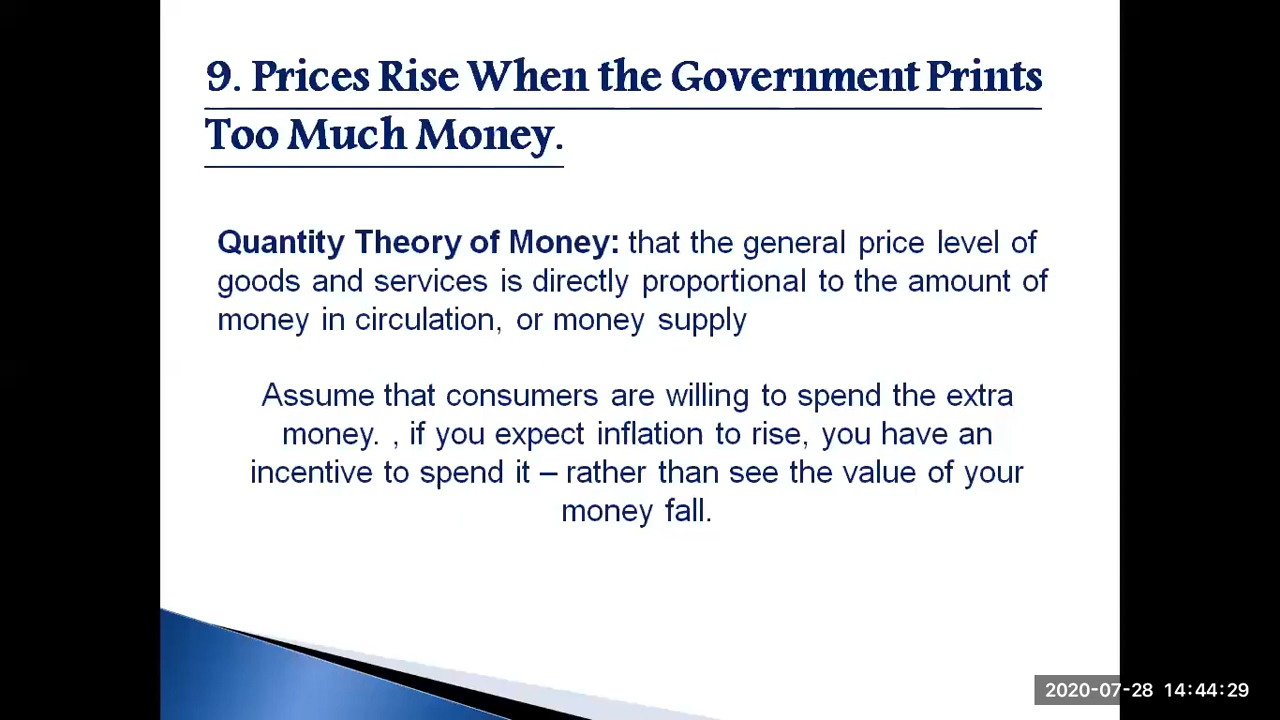 9. Prices Rise When the Government Prints
Too Much Money.
Quantity Theory of Money: that the general price level of
goods and services is directly proportional to the amount of
money in circulation, or money supply
Assume that consumers are willing to spend the extra
money. , if you expect inflation to rise, you have an
incentive to spend it – rather than see the value of your
money fall.
2020-07-28 14:44:29